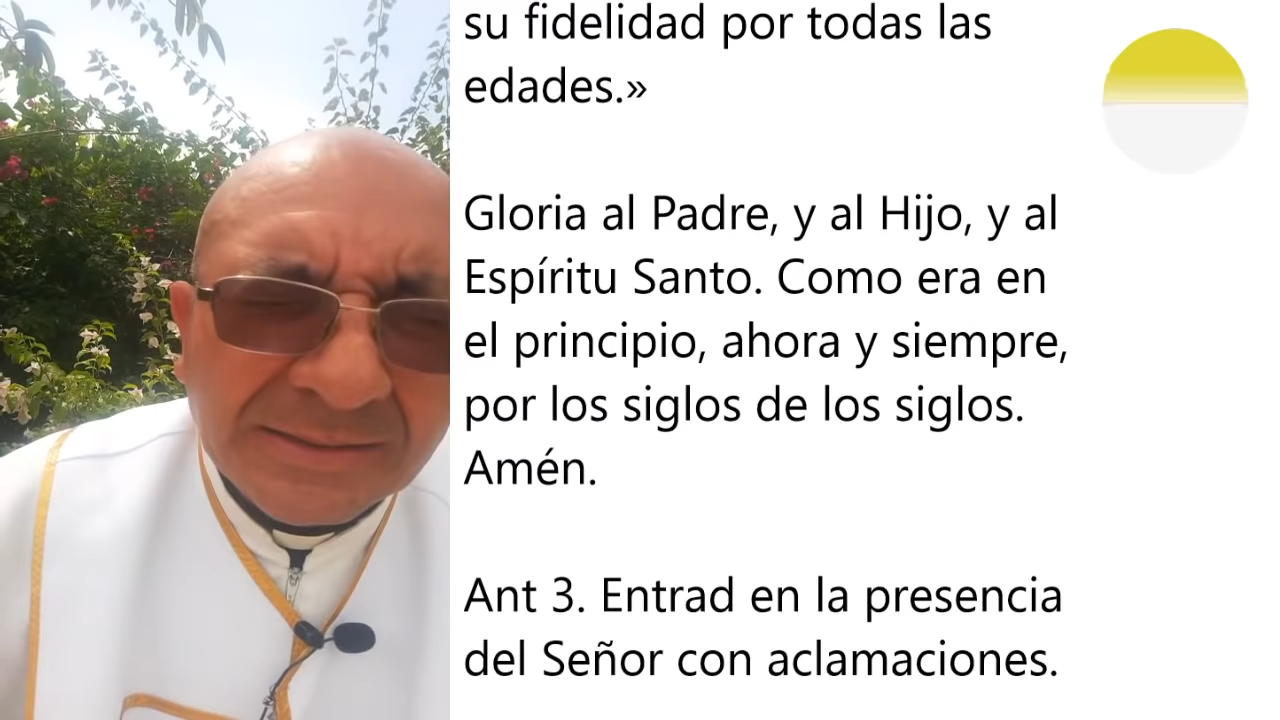 su fidelidad por todas las
edades.»
Gloria al Padre, y al Hijo, y al
Espíritu Santo. Como era en
el principio, ahora y siempre,
por los siglos de los siglos.
Amén.
Ant 3. Entrad en la presencia
del Señor con aclamaciones.